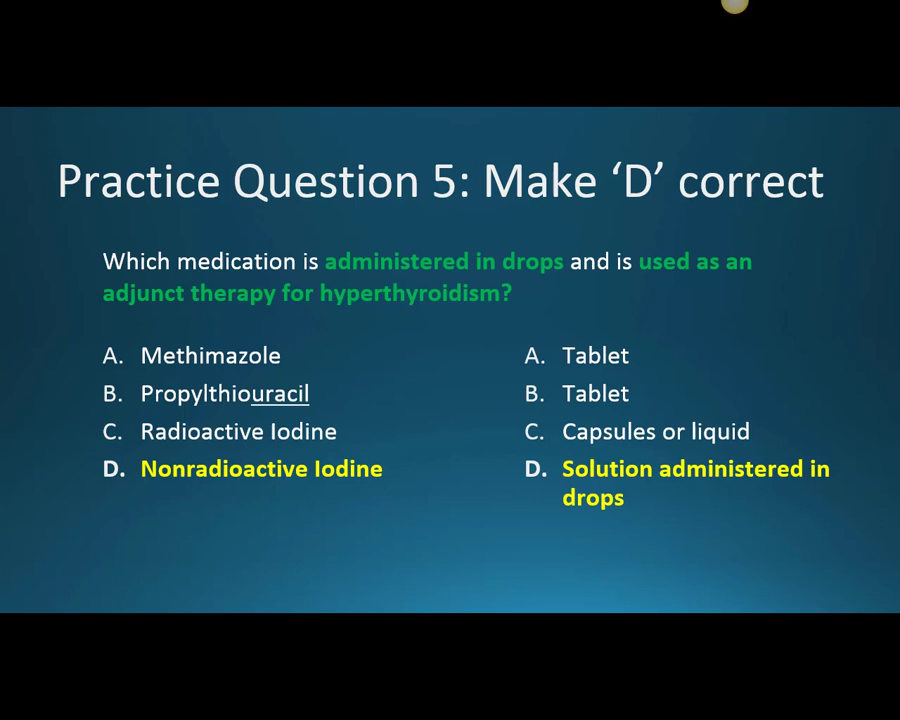 Practice Question 5: Make ‘D’ correct
Which medication is administered in drops and is used as an
adjunct therapy for hyperthyroidism?
A. Methimazole
B. Propylthiouracil
C. Radioactive Iodine
D. Nonradioactive Iodine
A. Tablet
B. Tablet
C. Capsules or liquid
D. Solution administered in
drops